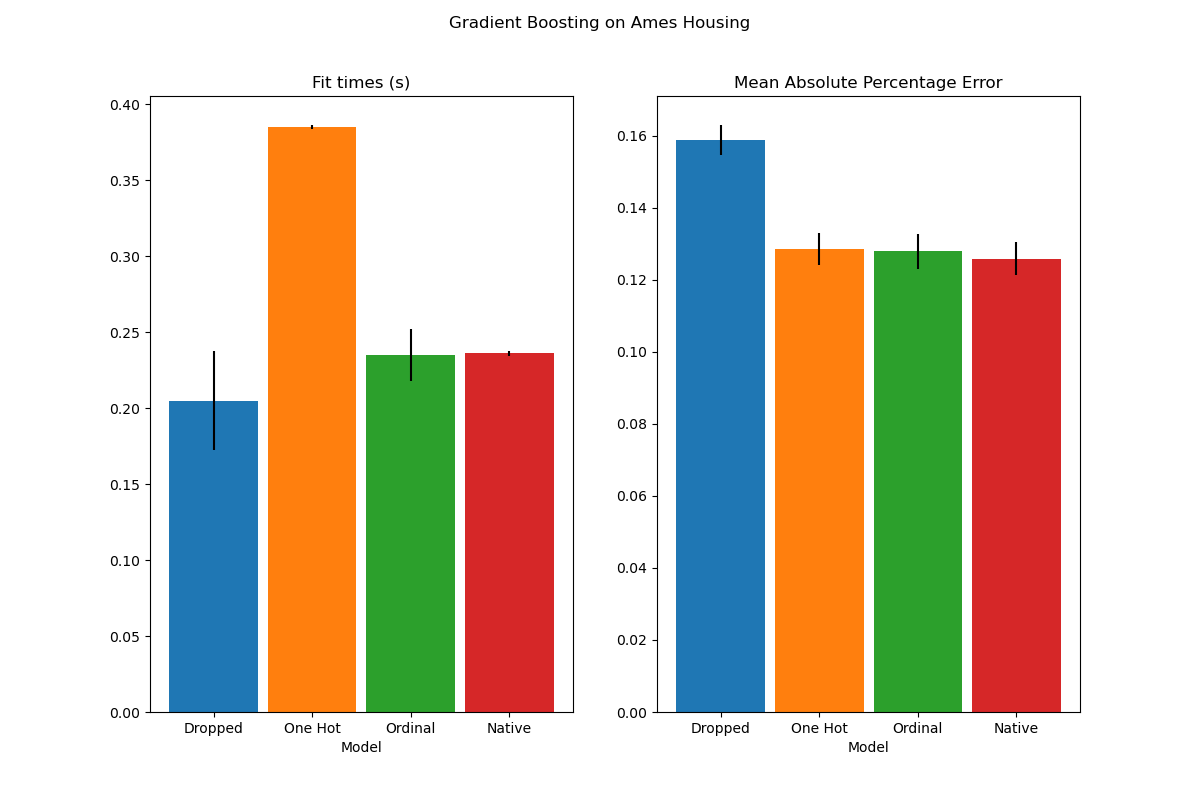 Gradient Boosting on Ames Housing
Fit times (s)
0.40
0.35
0.30
0.25
0.20
0.15
0.10
0.05
0.00
Dropped One Hot Ordinal Native
Model
Mean Absolute Percentage Error
0.16
0.14
0.12
0.10
0.08
0.06
0.04
0.02
0.00
Dropped One Hot Ordinal Native
Model